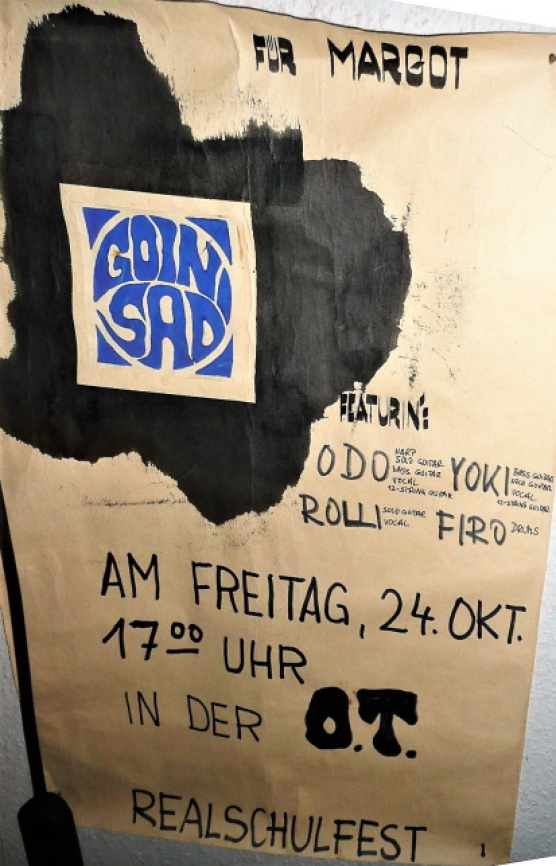 FÜR MARGOT
GOIN'
SAD
FEATURIN':
ODO
HARP
SOLO GUITAR
BASS GUITAR
VOCAL
12-STRING GUITAR
YOKI
BASS GUITAR
SOLO GUITAR
VOCAL
12-STRING GUITAR
ROLLI
SOLO GUITAR
VOCAL
FIRO
DRUMS
AM FREITAG, 24. OKT.
17⁰⁰ UHR
IN DER O.T.
REALSCHULFEST
1